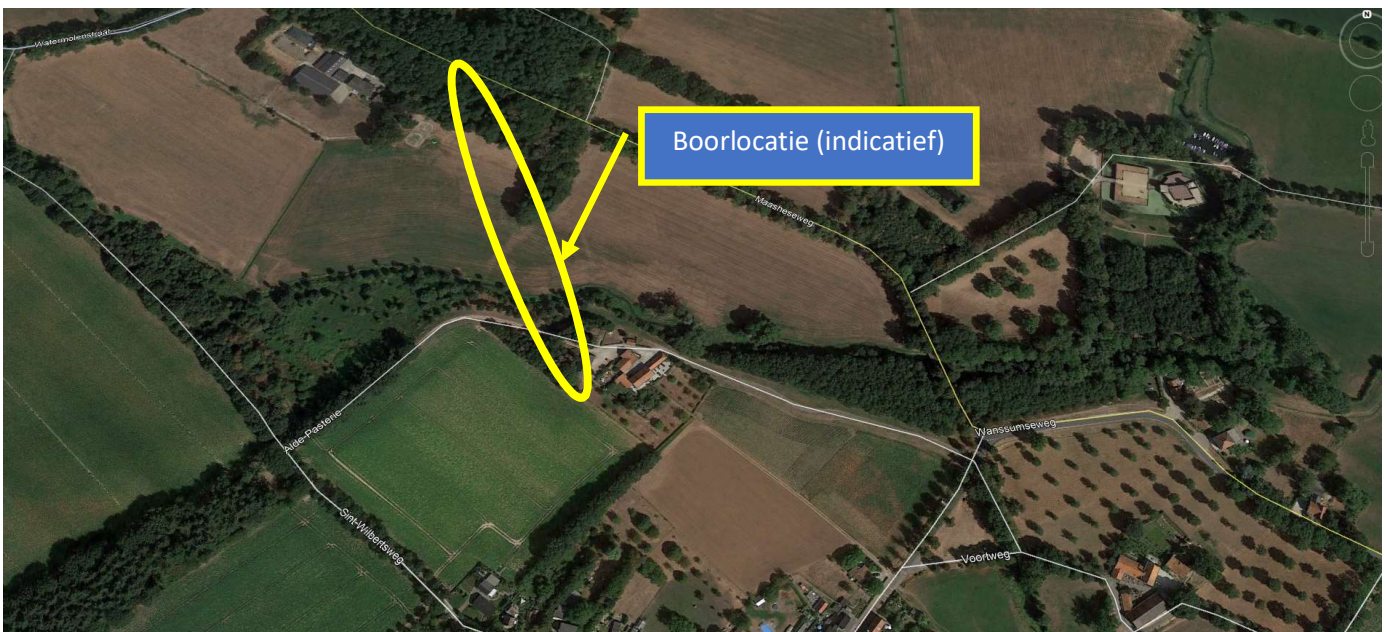 Watermolenstraat
N
Boorlocatie (indicatief)
Maasheseweg
Alde-Pasterie
Wanssumseweg
Sint-Wilbertsweg
Voortweg